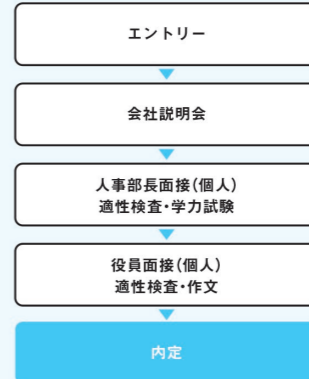 エントリー
会社説明会
人事部長面接(個人)
適性検査・学力試験
役員面接(個人)
適性検査・作文
内定